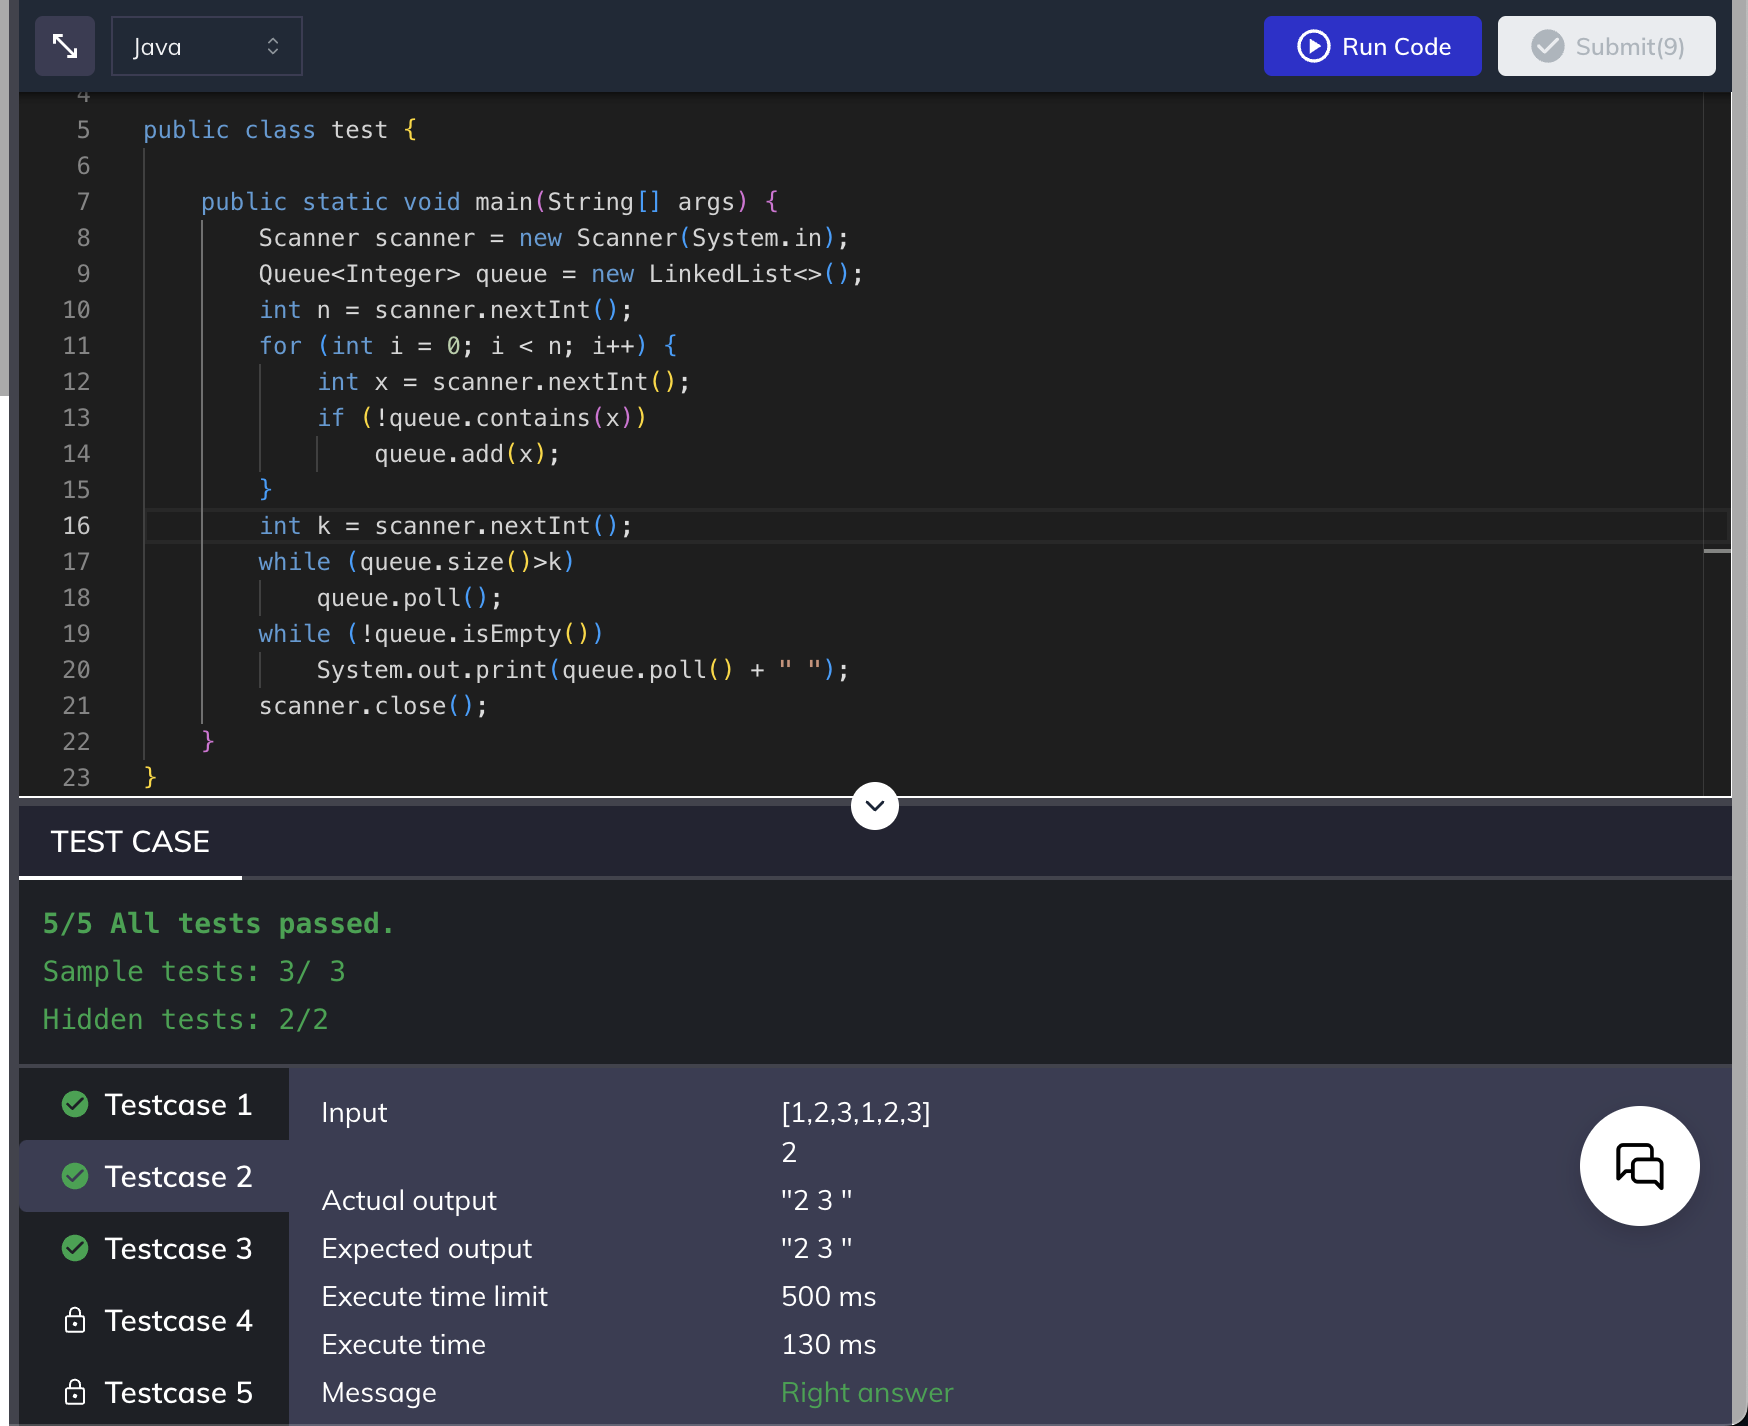 Java
Run Code
Submit(9)
4
5 public class test {
6
7 public static void main(String[] args) {
8 Scanner scanner = new Scanner(System.in);
9 Queue<Integer> queue = new LinkedList<>();
10 int n = scanner.nextInt();
11 for (int i = 0; i < n; i++) {
12 int x = scanner.nextInt();
13 if (!queue.contains(x))
14 queue.add(x);
15 }
16 int k = scanner.nextInt();
17 while (queue.size()>k)
18 queue.poll();
19 while (!queue.isEmpty())
20 System.out.print(queue.poll() + " ");
21 scanner.close();
22 }
23 }
TEST CASE
5/5 All tests passed.
Sample tests: 3/ 3
Hidden tests: 2/2
Testcase 1
Testcase 2
Testcase 3
Testcase 4
Testcase 5
Input [1,2,3,1,2,3]
2
Actual output "2 3 "
Expected output "2 3 "
Execute time limit 500 ms
Execute time 130 ms
Message Right answer